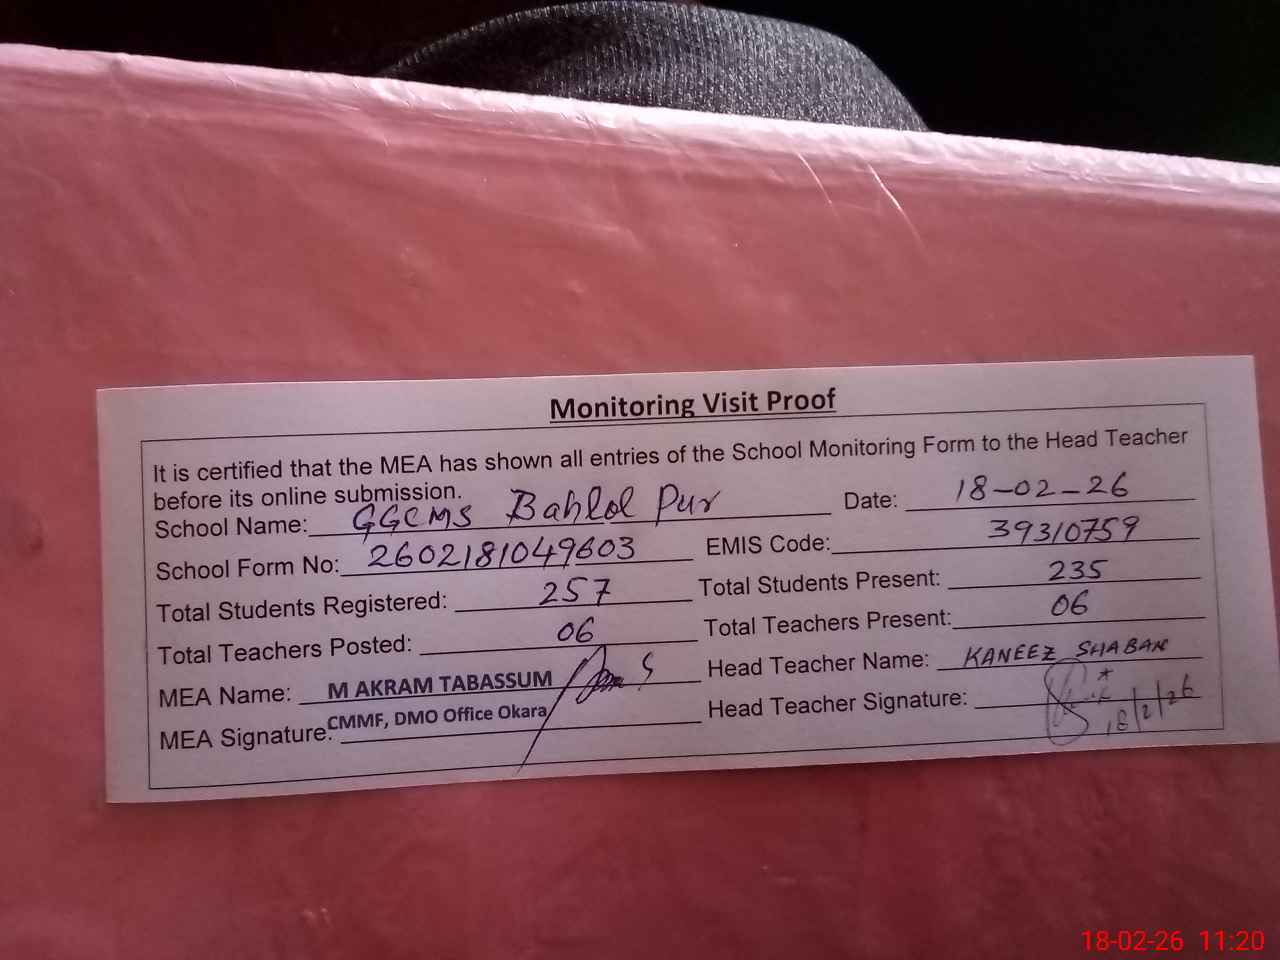 Monitoring Visit Proof
It is certified that the MEA has shown all entries of the School Monitoring Form to the Head Teacher
before its online submission.
School Name: GGCMS Bahlol Pur Date: 18-02-26
School Form No: 2602181049603 EMIS Code: 39310759
Total Students Registered: 257 Total Students Present: 235
Total Teachers Posted: 06 Total Teachers Present: 06
MEA Name: M AKRAM TABASSUM Head Teacher Name: KANEEZ SHABAN
MEA Signature: CMMF, DMO Office Okara Head Teacher Signature: 18/2/26
18-02-26 11:20